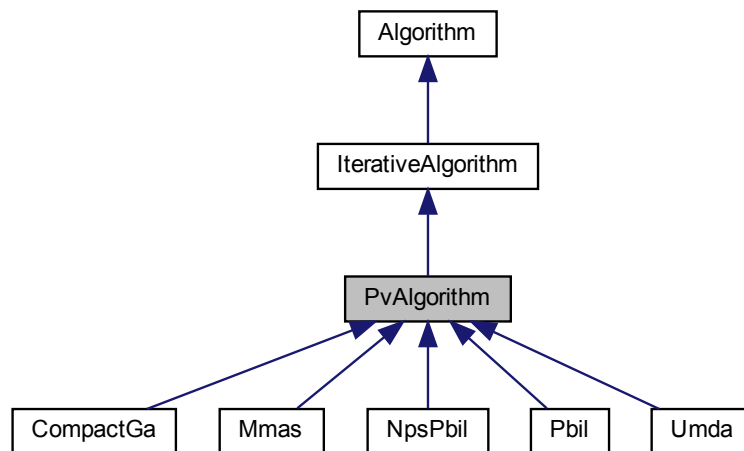 Algorithm
IterativeAlgorithm
PvAlgorithm
CompactGa
Mmas
NpsPbil
Pbil
Umda